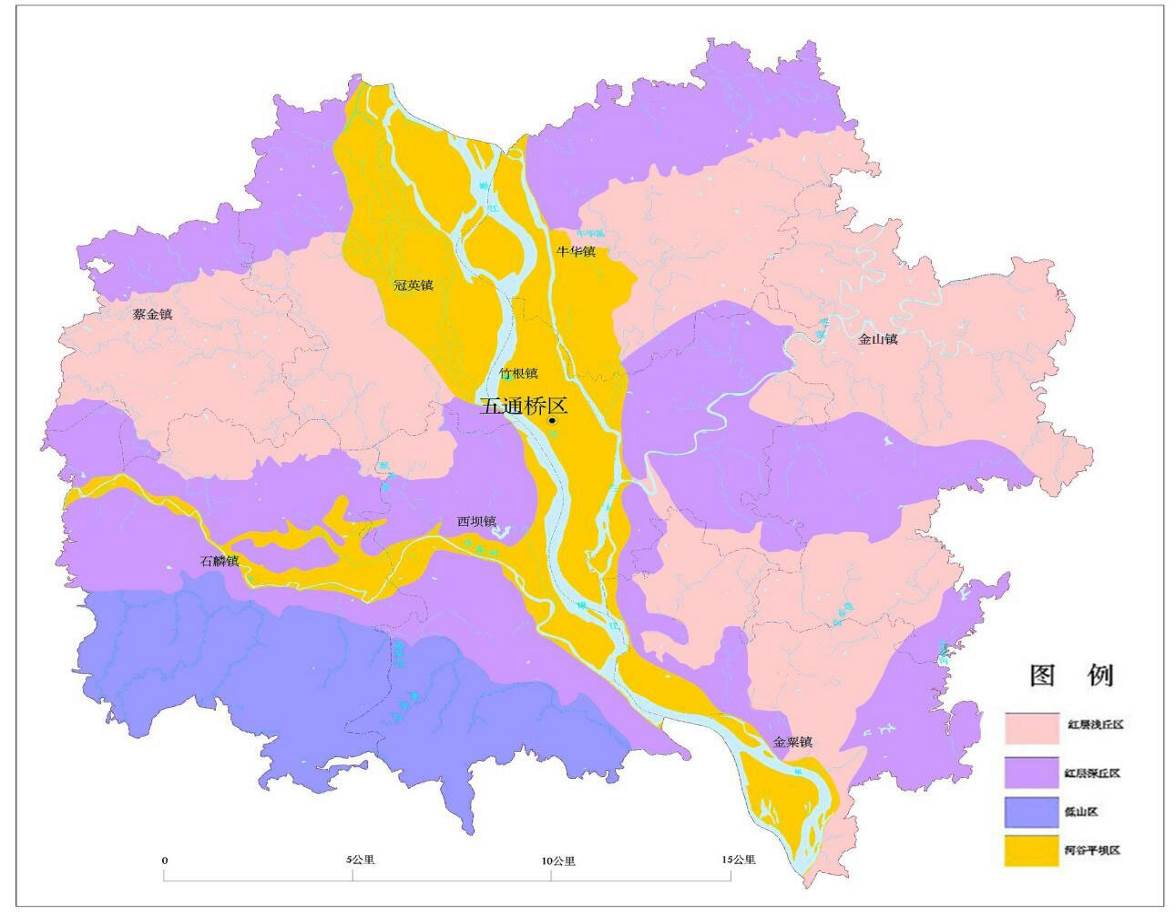 牛华镇
冠英镇
蔡金镇
金山镇
竹根镇
五通桥区
西坝镇
石麟镇
金粟镇
图 例
红层浅丘区
红层深丘区
低山区
河谷平坝区
0 5公里 10公里 15公里